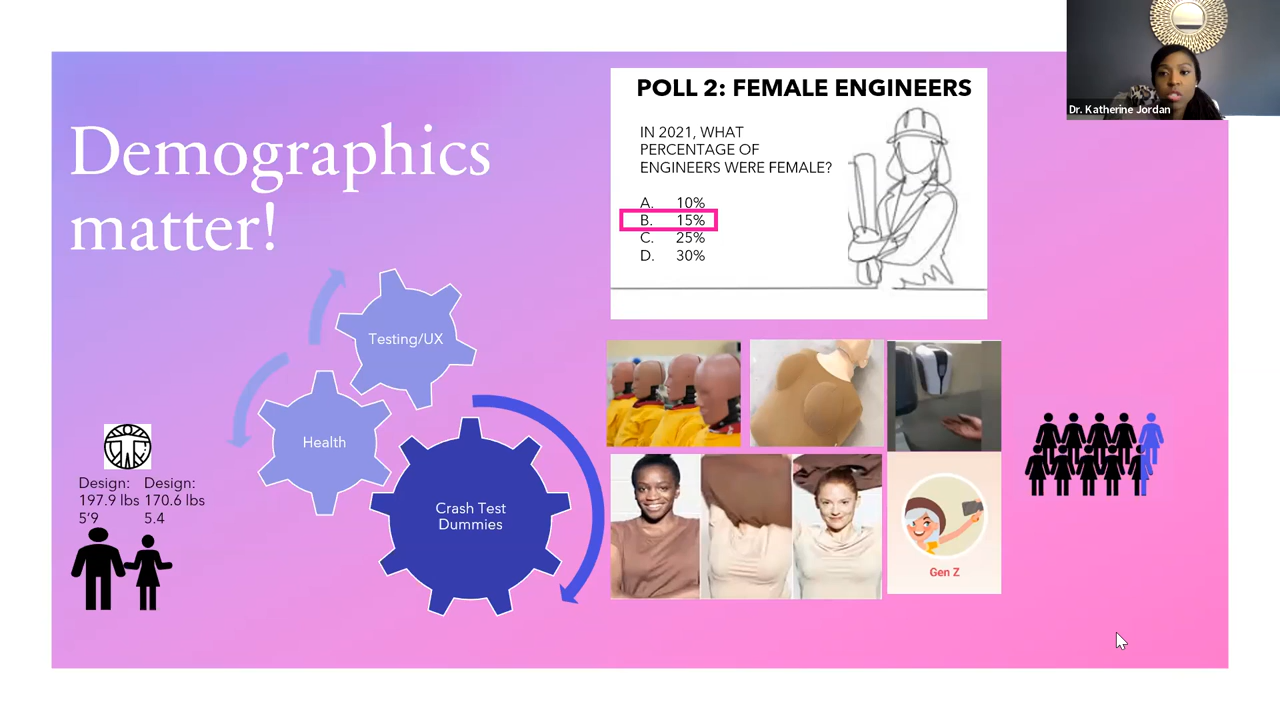 Demographics
matter!
POLL 2: FEMALE ENGINEERS
IN 2021, WHAT
PERCENTAGE OF
ENGINEERS WERE FEMALE?
A. 10%
B. 15%
C. 25%
D. 30%
Dr. Katherine Jordan
Testing/UX
Health
Crash Test
Dummies
Design: Design:
197.9 lbs 170.6 lbs
5'9 5.4
Gen Z